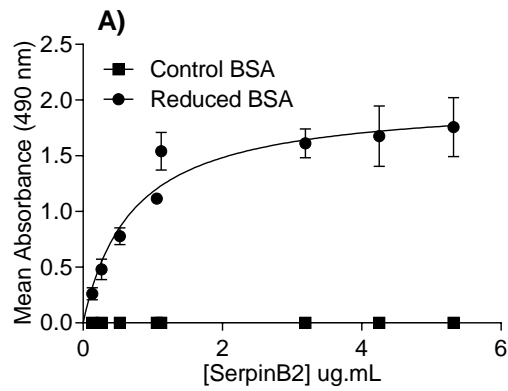 A)
2.5
2.0
1.5
1.0
0.5
0.0
Mean Absorbance (490 nm)
Control BSA
Reduced BSA
0 2 4 6
[SerpinB2] ug.mL